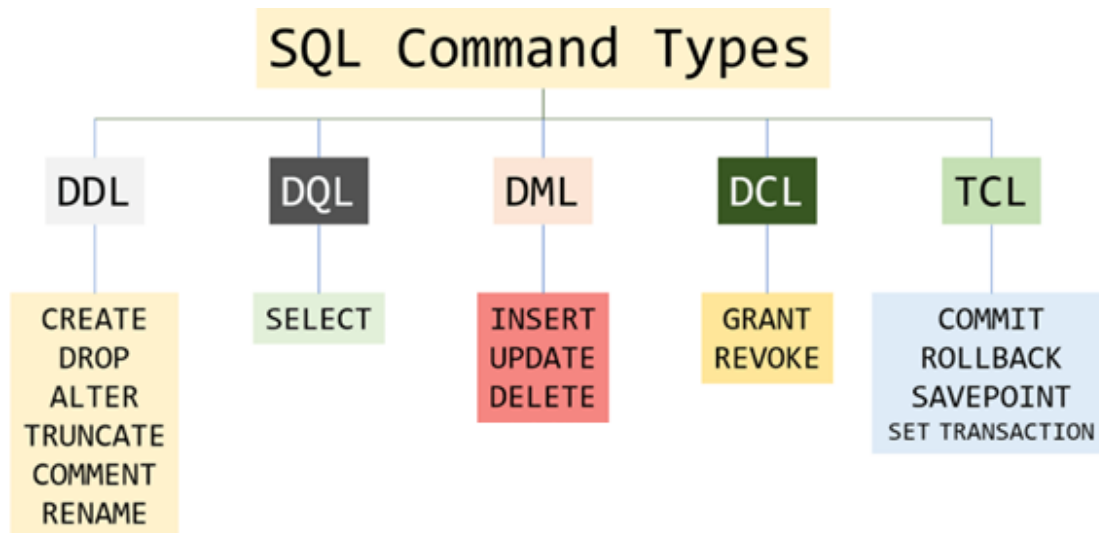 SQL Command Types
DDL
DQL
DML
DCL
TCL
CREATE
DROP
ALTER
TRUNCATE
COMMENT
RENAME
SELECT
INSERT
UPDATE
DELETE
GRANT
REVOKE
COMMIT
ROLLBACK
SAVEPOINT
SET TRANSACTION